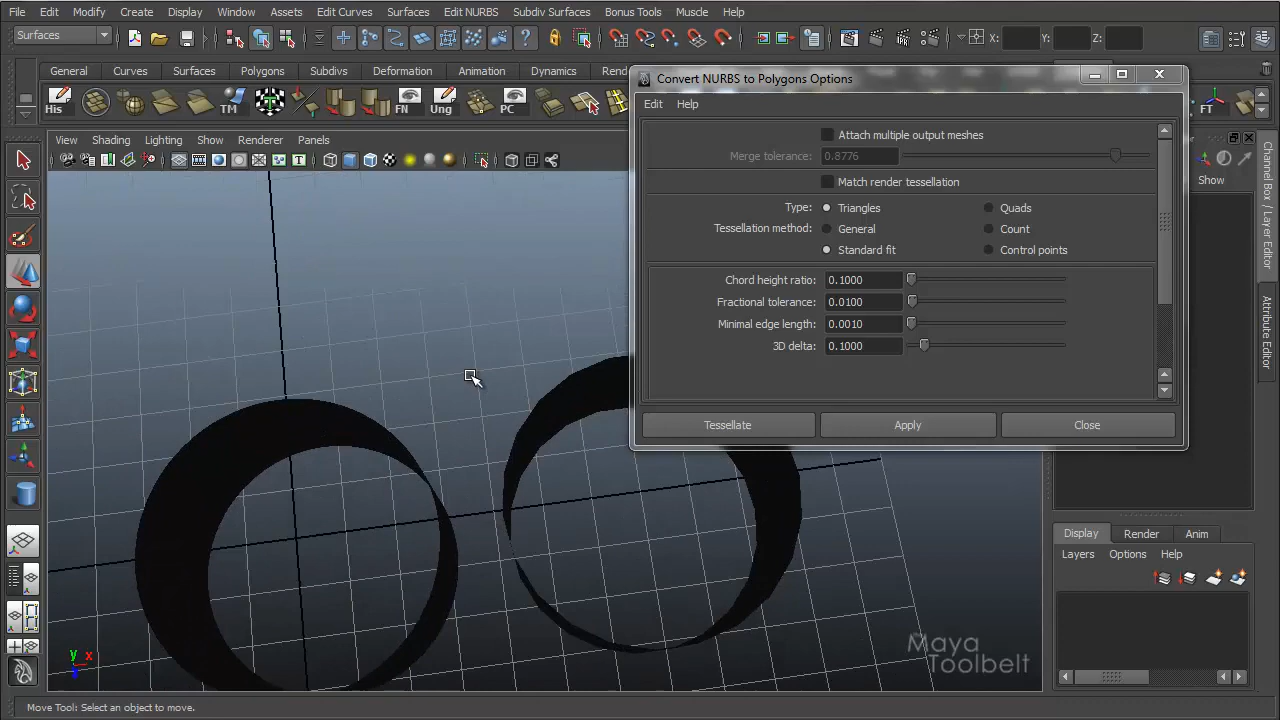 File Edit Modify Create Display Window Assets Edit Curves Surfaces Edit NURBS Subdiv Surfaces Bonus Tools Muscle Help
Surfaces X: Y: Z:
General Curves Surfaces Polygons Subdivs Deformation Animation Dynamics
His TM FN Ung PC FT
Convert NURBS to Polygons Options
Edit Help
View Shading Lighting Show Renderer Panels
Show
Channel Box / Layer Editor
Attribute Editor
Attach multiple output meshes
Merge tolerance: 0.8776
Match render tessellation
Type: Triangles Quads
Tessellation method: General Count
Standard fit Control points
Chord height ratio: 0.1000
Fractional tolerance: 0.0100
Minimal edge length: 0.0010
3D delta: 0.1000
Tessellate Apply Close
Display Render Anim
Layers Options Help
y x z
Maya
Toolbelt
Move Tool: Select an object to move.